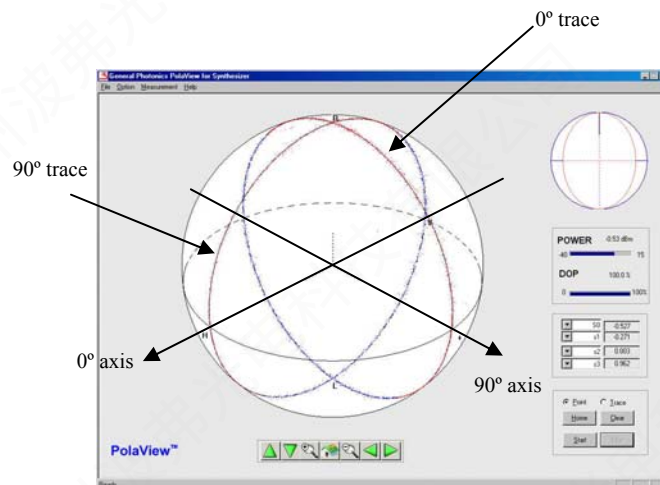 0º trace
General Photonics PolaView for Synthesizer
File Option Measurement Help
90º trace
H
L
0º axis
90º axis
POWER -0.53 dBm
-40 15
DOP 100.0 %
0 100%
S0 -0.527
s1 -0.271
s2 0.003
s3 0.962
Point Trace
Home Clear
Start
PolaView™
Ready